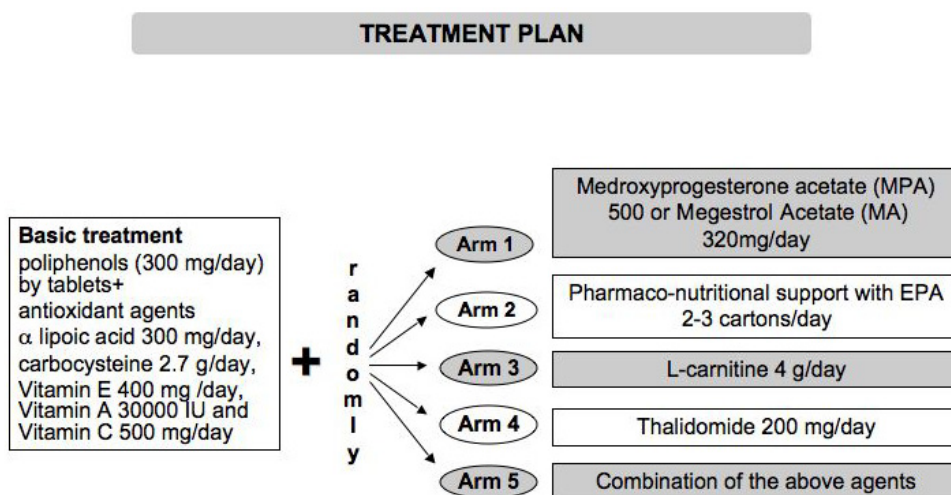 TREATMENT PLAN
Basic treatment
poliphenols (300 mg/day)
by tablets+
antioxidant agents
α lipoic acid 300 mg/day,
carbocysteine 2.7 g/day,
Vitamin E 400 mg /day,
Vitamin A 30000 IU and
Vitamin C 500 mg/day
+
randomly
Arm 1
Medroxyprogesterone acetate (MPA)
500 or Megestrol Acetate (MA)
320mg/day
Arm 2
Pharmaco-nutritional support with EPA
2-3 cartons/day
Arm 3
L-carnitine 4 g/day
Arm 4
Thalidomide 200 mg/day
Arm 5
Combination of the above agents